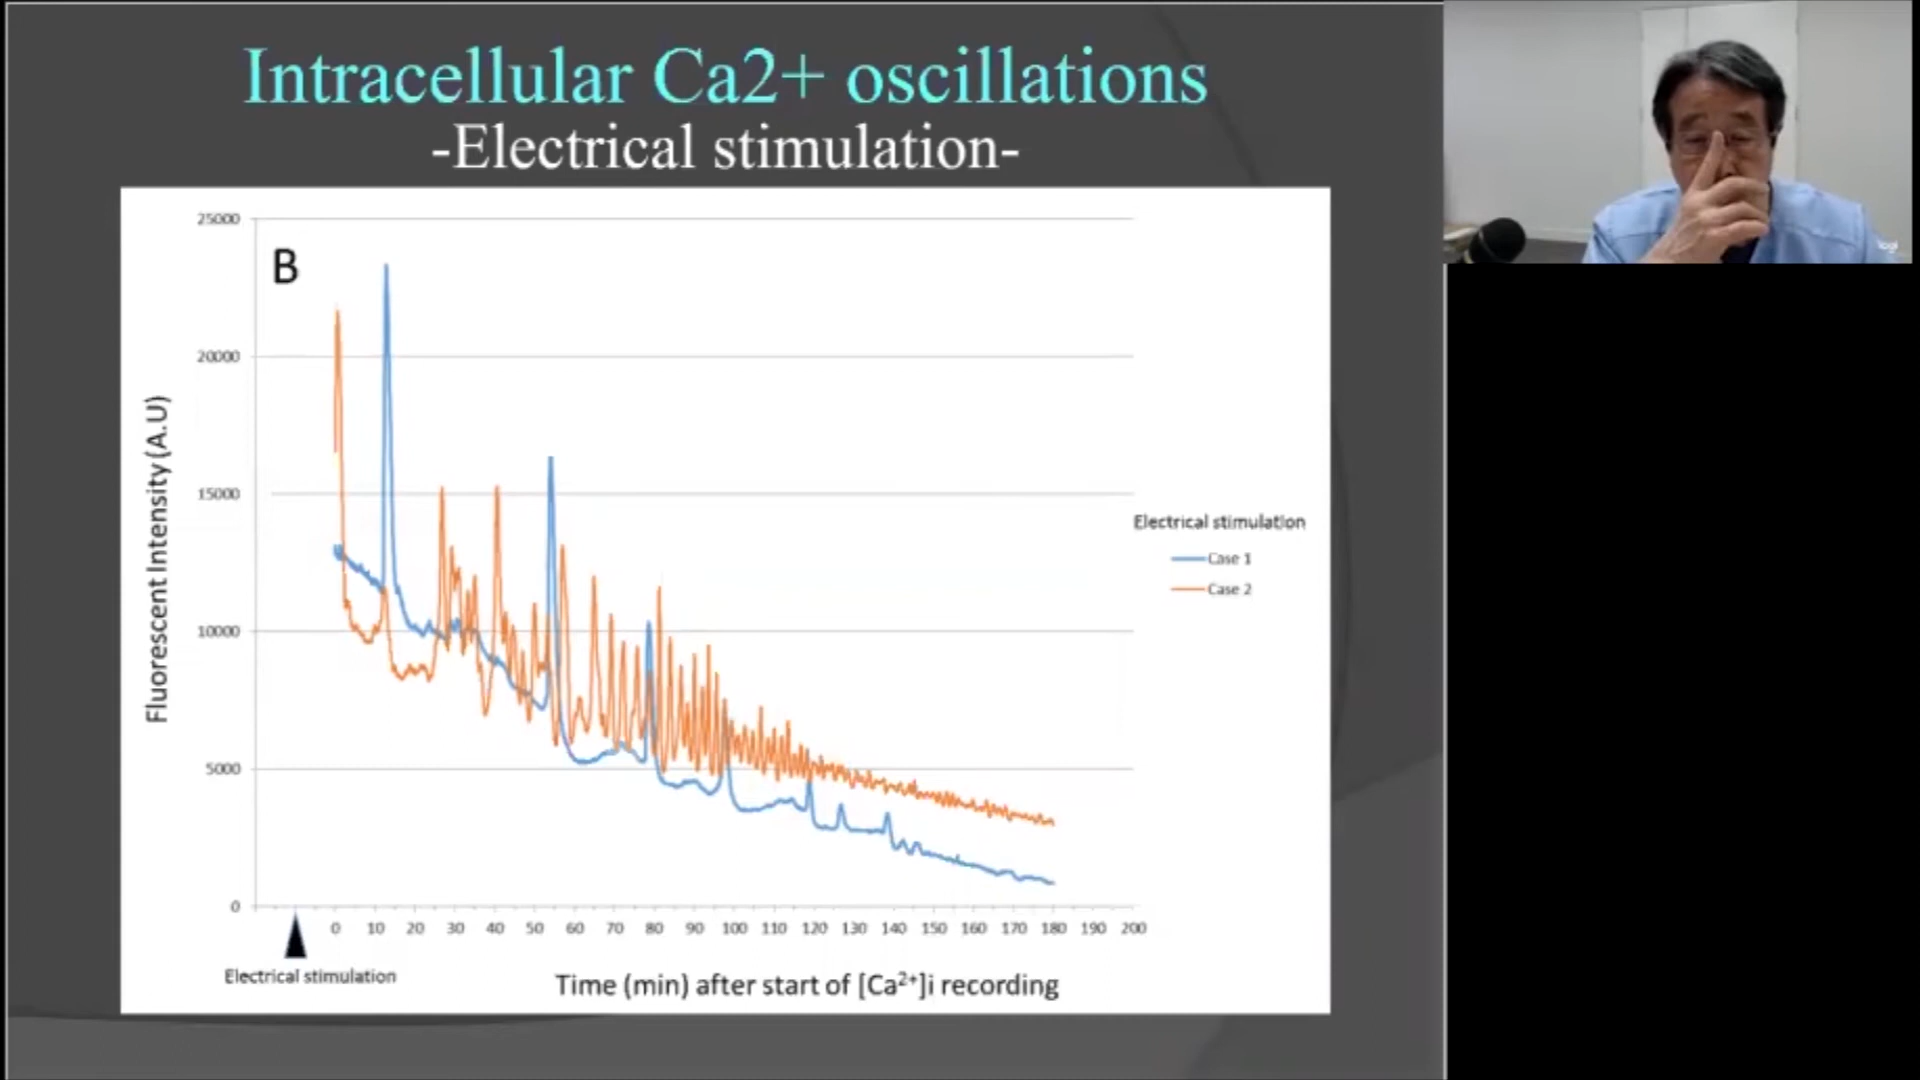 Intracellular Ca2+ oscillations
-Electrical stimulation-
B
25000
20000
15000
10000
5000
0
Fluorescent Intensity (A.U)
0 10 20 30 40 50 60 70 80 90 100 110 120 130 140 150 160 170 180 190 200
Electrical stimulation
Time (min) after start of [Ca²⁺]i recording
Electrical stimulation
Case 1
Case 2
logi